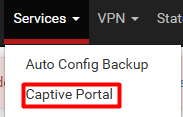 Services VPN Stat
Auto Config Backup
Captive Portal